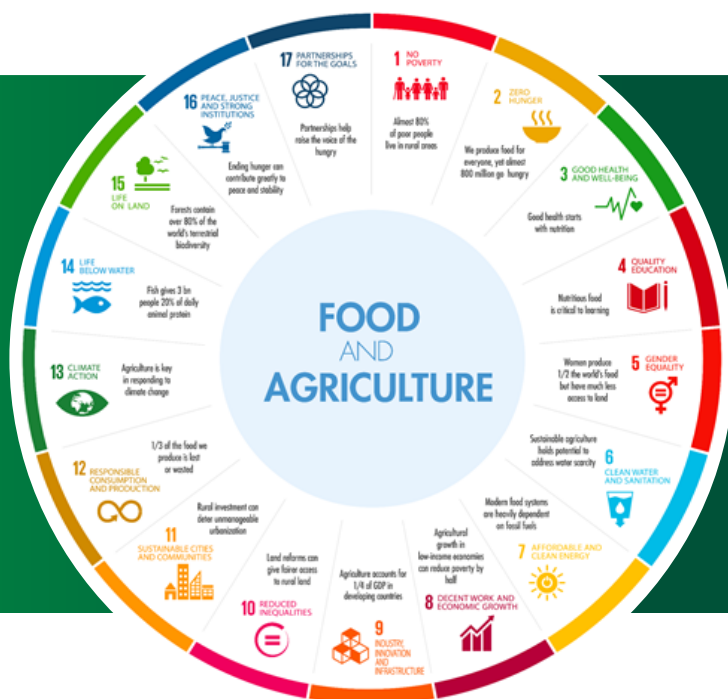 FOOD
AND
AGRICULTURE
1 NO
POVERTY
Almost 80%
of poor people
live in rural areas
2 ZERO
HUNGER
We produce food for
everyone, yet almost
800 million go hungry
3 GOOD HEALTH
AND WELL-BEING
Good health starts
with nutrition
4 QUALITY
EDUCATION
Nutritious food
is critical to learning
5 GENDER
EQUALITY
Women produce
1/2 the world's food
but have much less
access to land
6
CLEAN WATER
AND SANITATION
Sustainable agriculture
holds potential to
address water scarcity
7 AFFORDABLE AND
CLEAN ENERGY
Modern food systems
are heavily dependent
on fossil fuels
8 DECENT WORK AND
ECONOMIC GROWTH
Agricultural
growth in
low-income economies
can reduce poverty by
half
9
INDUSTRY,
INNOVATION
AND
INFRASTRUCTURE
Agriculture accounts for
1/4 of GDP in
developing countries
10 REDUCED
INEQUALITIES
Land reforms can
give fairer access
to rural land
11
SUSTAINABLE CITIES
AND COMMUNITIES
Rural investment can
deter unmanageable
urbanization
12 RESPONSIBLE
CONSUMPTION
AND PRODUCTION
1/3 of the food we
produce is lost
or wasted
13 CLIMATE
ACTION
Agriculture is key
in responding to
climate change
14 LIFE
BELOW WATER
Fish gives 3 bn
people 20% of daily
animal protein
15
LIFE
ON LAND
Forests contain
over 80% of the
world's terrestrial
biodiversity
16 PEACE, JUSTICE
AND STRONG
INSTITUTIONS
Ending hunger can
contribute greatly to
peace and stability
17 PARTNERSHIPS
FOR THE GOALS
Partnerships help
raise the voice of the
hungry